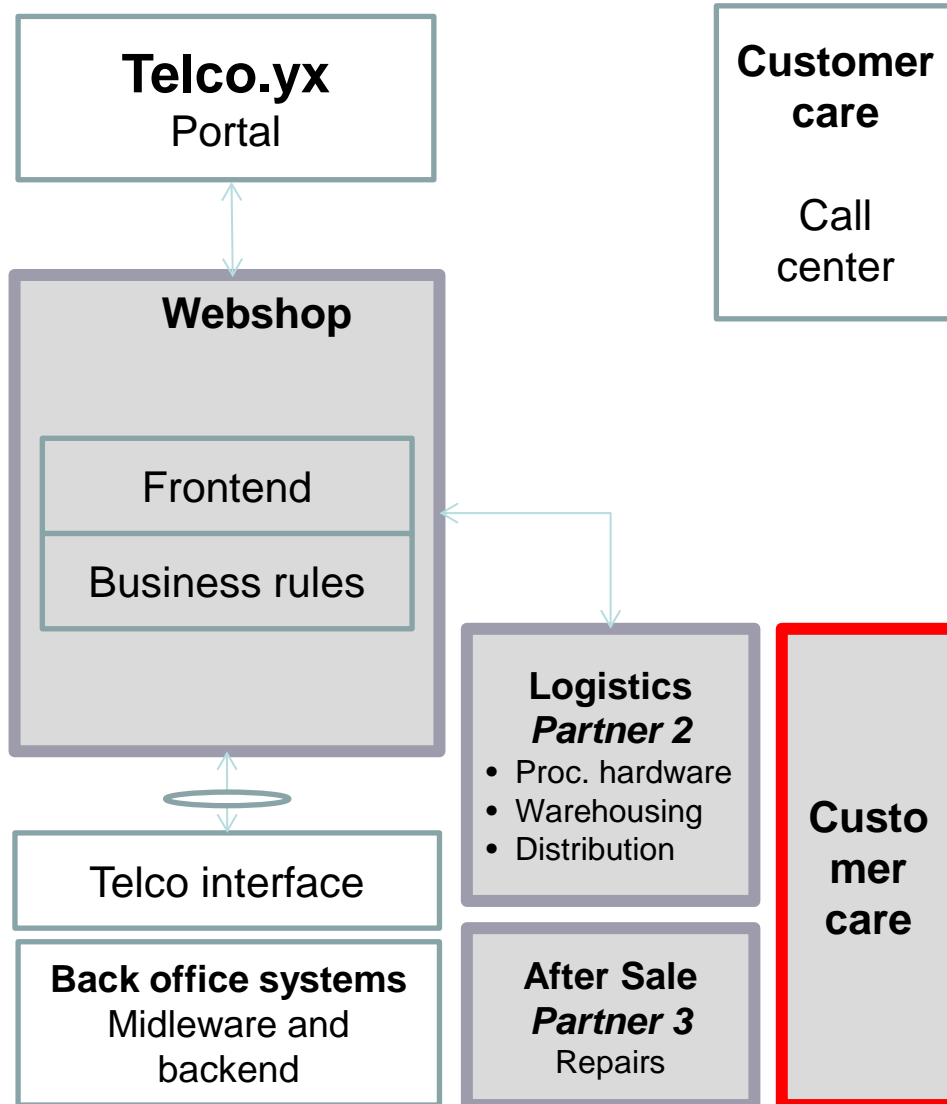 Telco.yx
Portal
Customer
care
Call
center
Webshop
Frontend
Business rules
Logistics
Partner 2
• Proc. hardware
• Warehousing
• Distribution
Custo
mer
care
Telco interface
Back office systems
Midleware and
backend
After Sale
Partner 3
Repairs